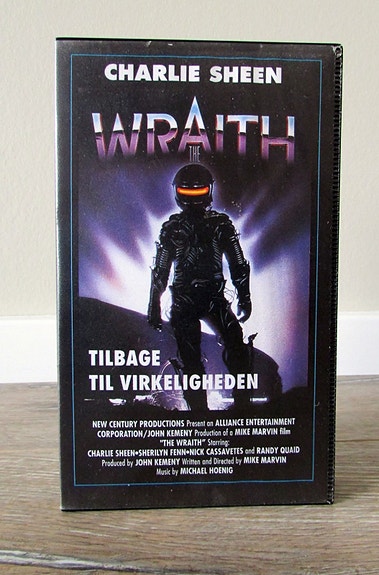 CHARLIE SHEEN
WRAITH
THE
TILBAGE
TIL VIRKELIGHEDEN
NEW CENTURY PRODUCTIONS Present an ALLIANCE ENTERTAINMENT
CORPORATION/JOHN KEMENY Production of a MIKE MARVIN film
"THE WRAITH" Starring:
CHARLIE SHEEN•SHERILYN FENN•NICK CASSAVETES and RANDY QUAID
Produced by JOHN KEMENY Written and Directed by MIKE MARVIN
Music by MICHAEL HOENIG